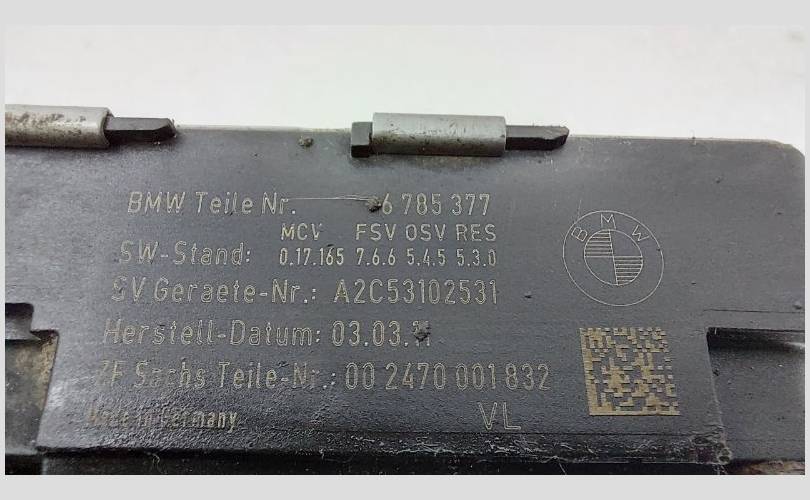 BMW Teile Nr. 6 785 377
MCV FSV OSV RES
SW-Stand: 0.17.165 7.6.6 5.4.5 5.3.0
SV Geraete-Nr.: A2C53102531
Herstell-Datum: 03.03.11
ZF Sachs Teile-Nr.: 00 2470 001 832
Made in Germany
VL
BMW